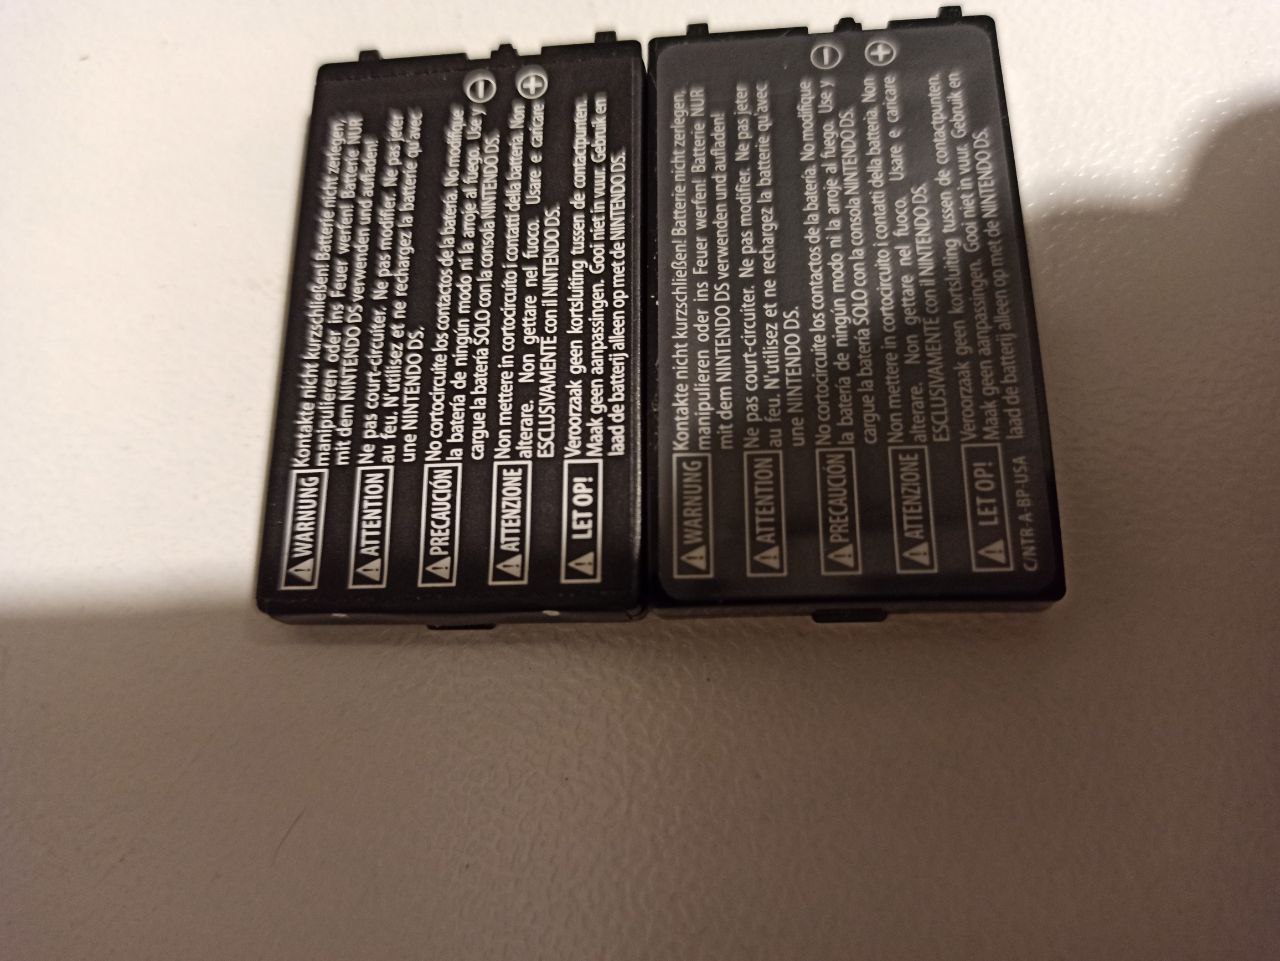 ⚠WARNUNG
Kontakte nicht kurzschließen! Batterie nicht zerlegen,
manipulieren oder ins Feuer werfen! Batterie NUR
mit dem NINTENDO DS verwenden und aufladen!
⚠ATTENTION
Ne pas court-circuiter. Ne pas modifier. Ne pas jeter
au feu. N'utilisez et ne rechargez la batterie qu'avec
une NINTENDO DS.
⚠PRECAUCIÓN
No cortocircuite los contactos de la batería. No modifique
la batería de ningún modo ni la arroje al fuego. Use y
cargue la batería SOLO con la consola NINTENDO DS.
⚠ATTENZIONE
Non mettere in cortocircuito i contatti della batteria. Non
alterare. Non gettare nel fuoco. Usare e caricare
ESCLUSIVAMENTE con il NINTENDO DS.
⚠ LET OP!
Veroorzaak geen kortsluiting tussen de contactpunten.
Maak geen aanpassingen. Gooi niet in vuur. Gebruik en
laad de batterij alleen op met de NINTENDO DS.
⚠WARNUNG
Kontakte nicht kurzschließen! Batterie nicht zerlegen,
manipulieren oder ins Feuer werfen! Batterie NUR
mit dem NINTENDO DS verwenden und aufladen!
⚠ATTENTION
Ne pas court-circuiter. Ne pas modifier. Ne pas jeter
au feu. N'utilisez et ne rechargez la batterie qu'avec
une NINTENDO DS.
⚠PRECAUCIÓN
No cortocircuite los contactos de la batería. No modifique
la batería de ningún modo ni la arroje al fuego. Use y
cargue la batería SOLO con la consola NINTENDO DS.
⚠ATTENZIONE
Non mettere in cortocircuito i contatti della batteria. Non
alterare. Non gettare nel fuoco. Usare e caricare
ESCLUSIVAMENTE con il NINTENDO DS.
⚠ LET OP!
Veroorzaak geen kortsluiting tussen de contactpunten.
Maak geen aanpassingen. Gooi niet in vuur. Gebruik en
laad de batterij alleen op met de NINTENDO DS.
C/NTR-A-BP-USA